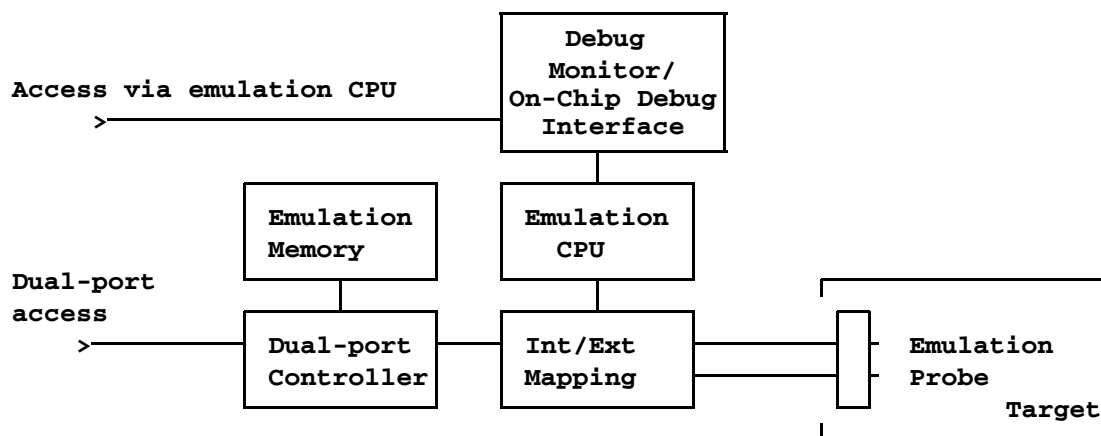 Debug
Monitor/
On-Chip Debug
Interface
Access via emulation CPU
>
Emulation
Memory
Emulation
CPU
Dual-port
access
>
Dual-port
Controller
Int/Ext
Mapping
Emulation
Probe
Target